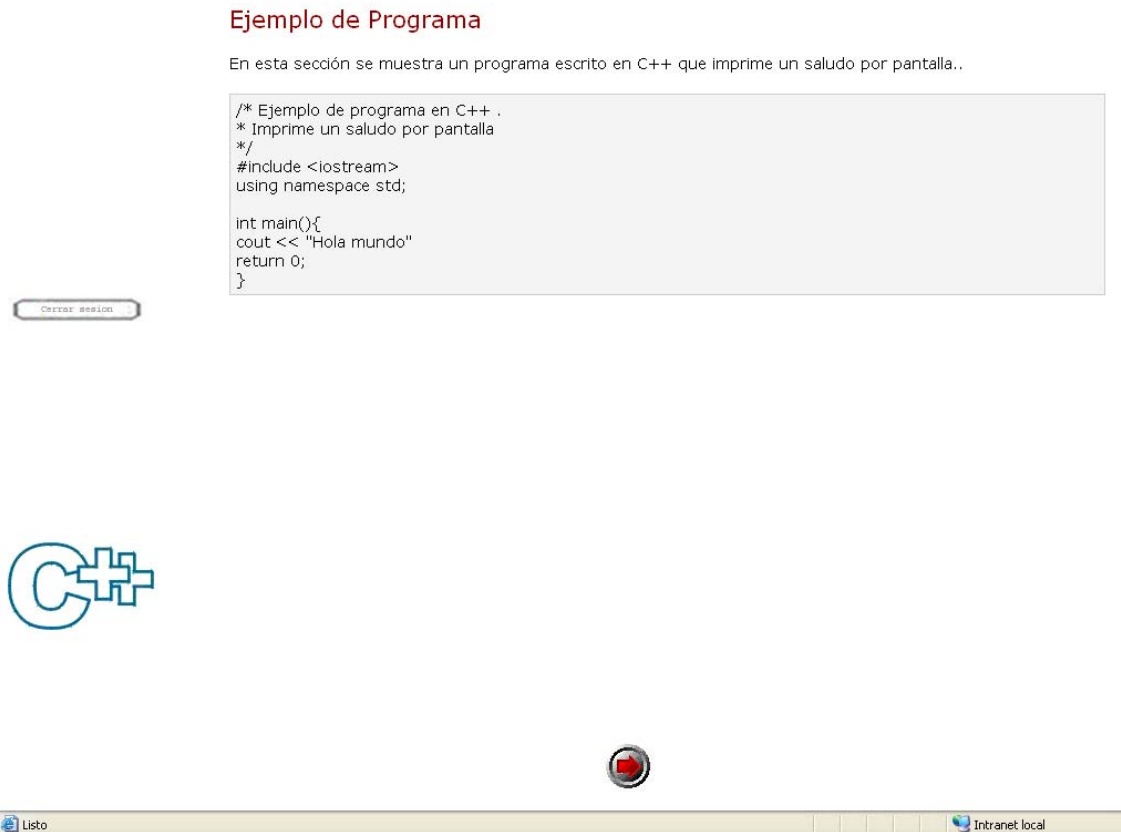 Ejemplo de Programa
En esta sección se muestra un programa escrito en C++ que imprime un saludo por pantalla..
/* Ejemplo de programa en C++ .
* Imprime un saludo por pantalla
*/
#include <iostream>
using namespace std;
int main(){
cout << "Hola mundo"
return 0;
}
Cerrar sesion
C++
Listo
Intranet local